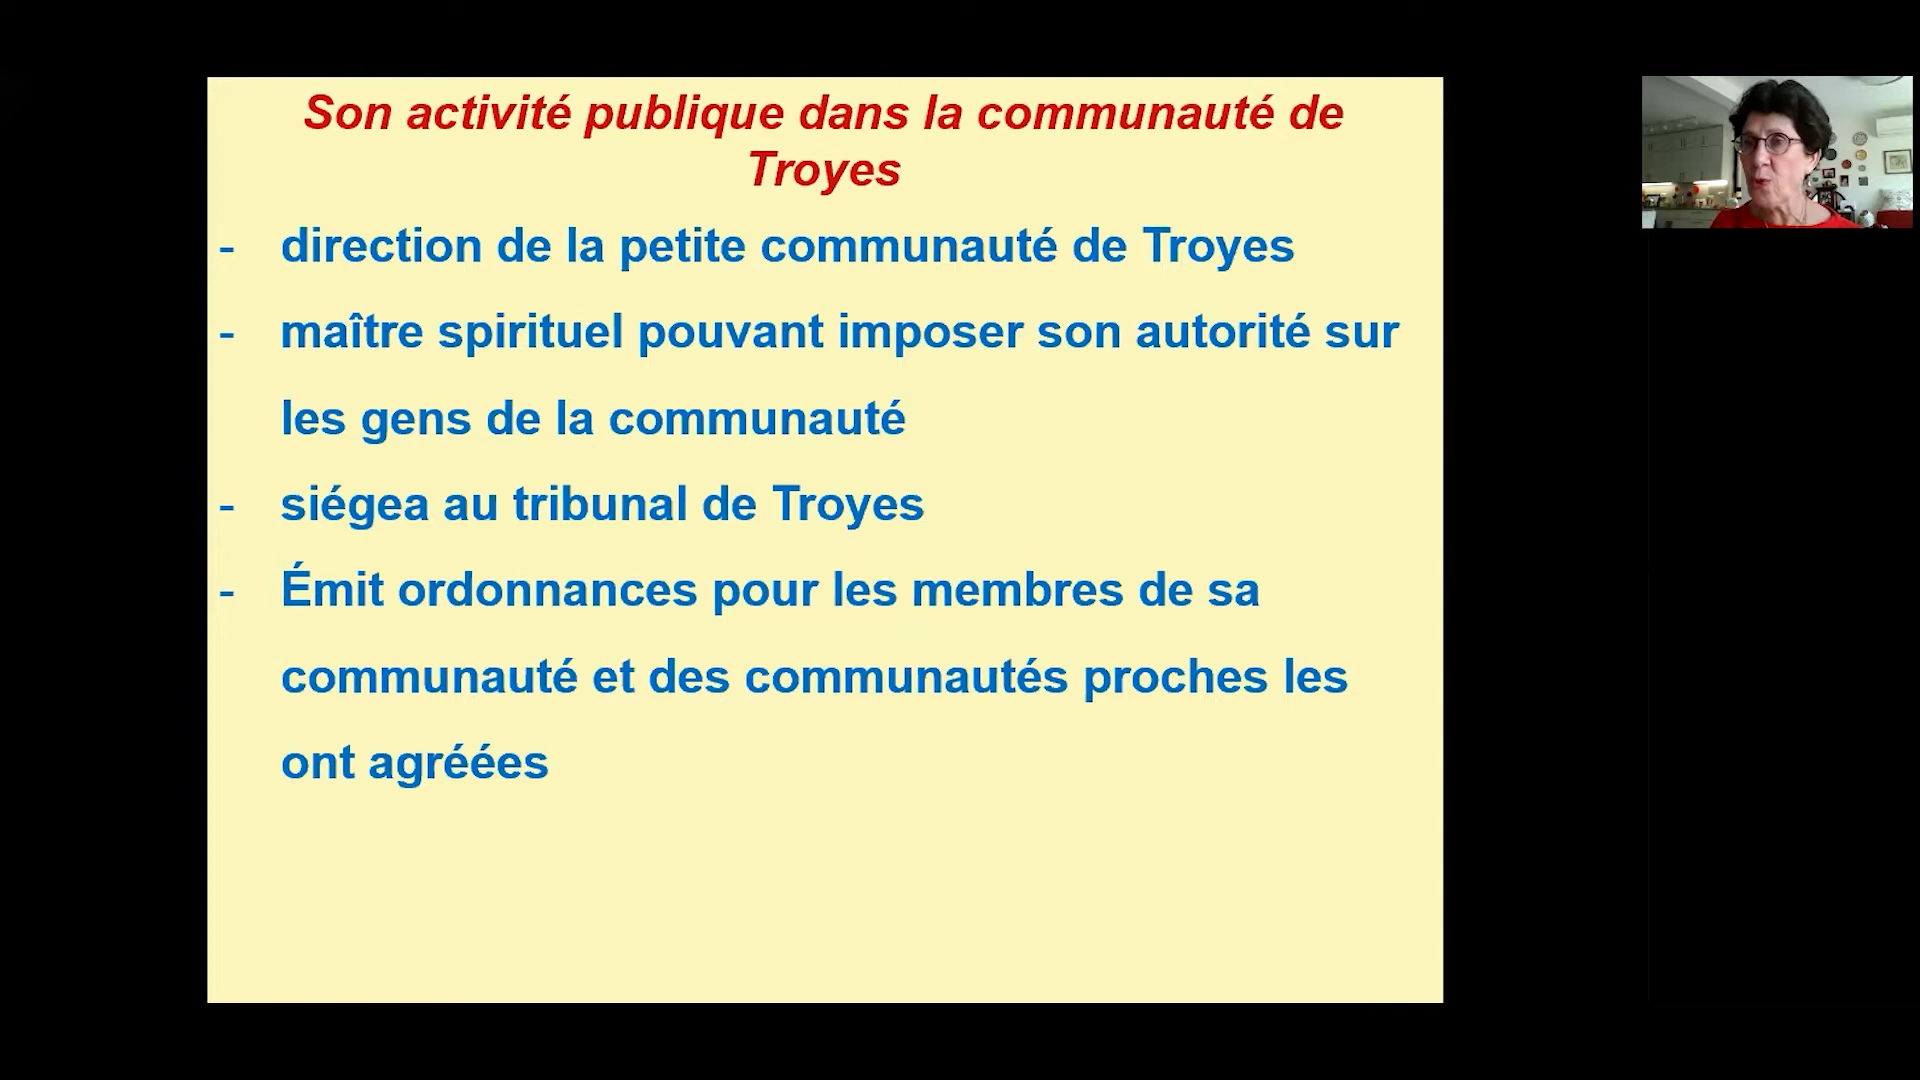 Son activité publique dans la communauté de
Troyes
- direction de la petite communauté de Troyes
- maître spirituel pouvant imposer son autorité sur
les gens de la communauté
- siégea au tribunal de Troyes
- Émit ordonnances pour les membres de sa
communauté et des communautés proches les
ont agréées